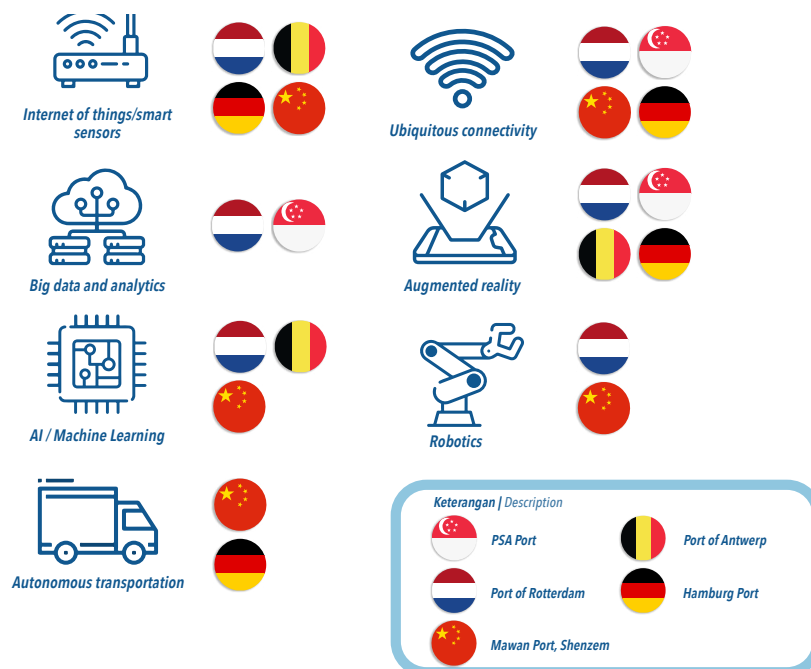 Internet of things/smart
sensors
Ubiquitous connectivity
Big data and analytics
Augmented reality
AI / Machine Learning
Robotics
Autonomous transportation
Keterangan | Description
PSA Port
Port of Antwerp
Port of Rotterdam
Hamburg Port
Mawan Port, Shenzem